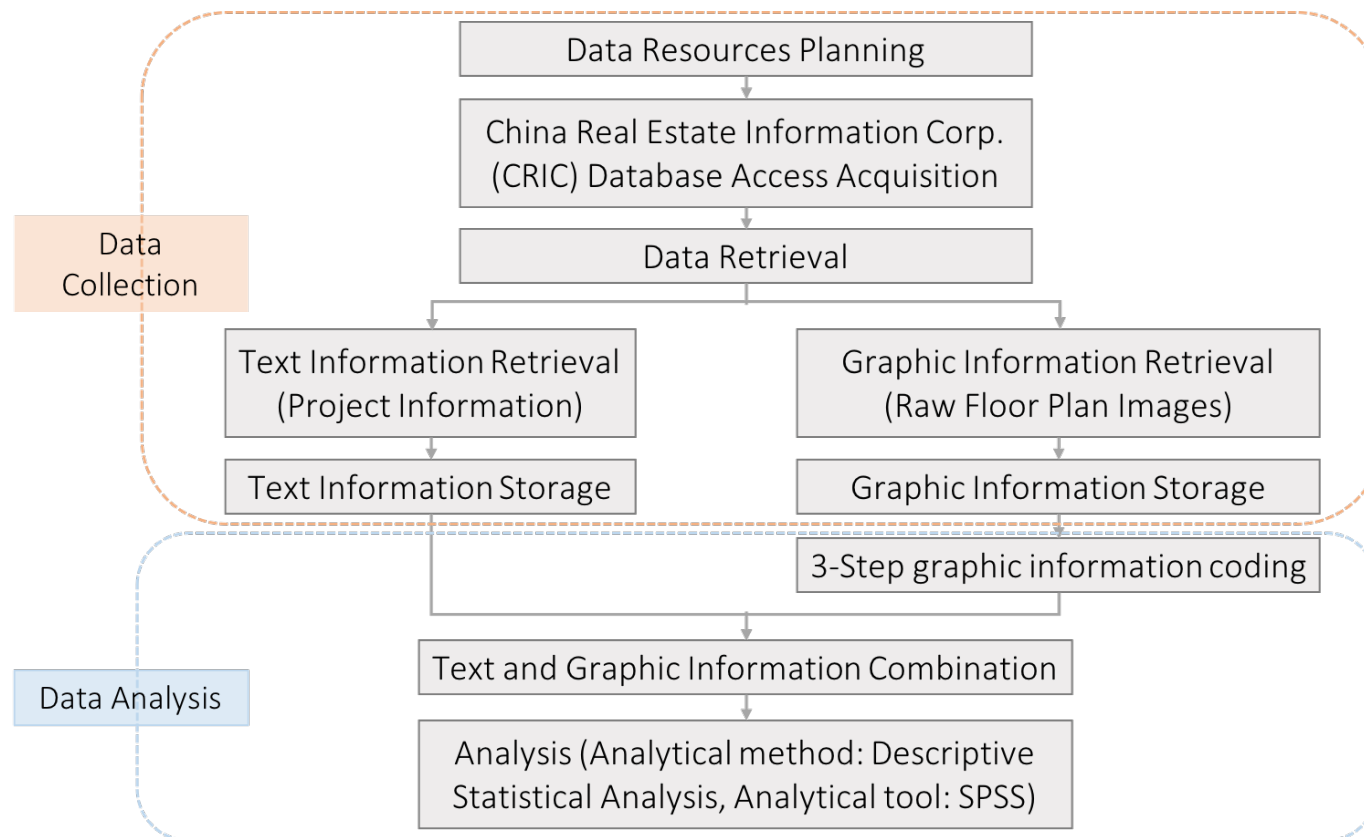 Data Resources Planning
China Real Estate Information Corp.
(CRIC) Database Access Acquisition
Data
Collection
Data Retrieval
Text Information Retrieval
(Project Information)
Graphic Information Retrieval
(Raw Floor Plan Images)
Text Information Storage
Graphic Information Storage
3-Step graphic information coding
Text and Graphic Information Combination
Data Analysis
Analysis (Analytical method: Descriptive
Statistical Analysis, Analytical tool: SPSS)